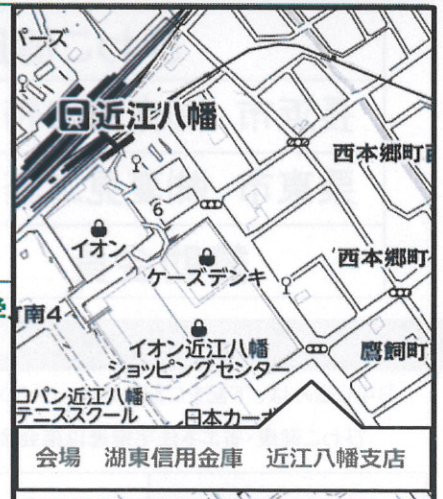 ーズ
近江八幡
西本郷町西
6
イオン
ケーズデンキ
西本郷町
南4
イオン近江八幡
ショッピングセンター
鷹飼町
コパン近江八幡
テニススクール
日本カー
会場 湖東信用金庫 近江八幡支店